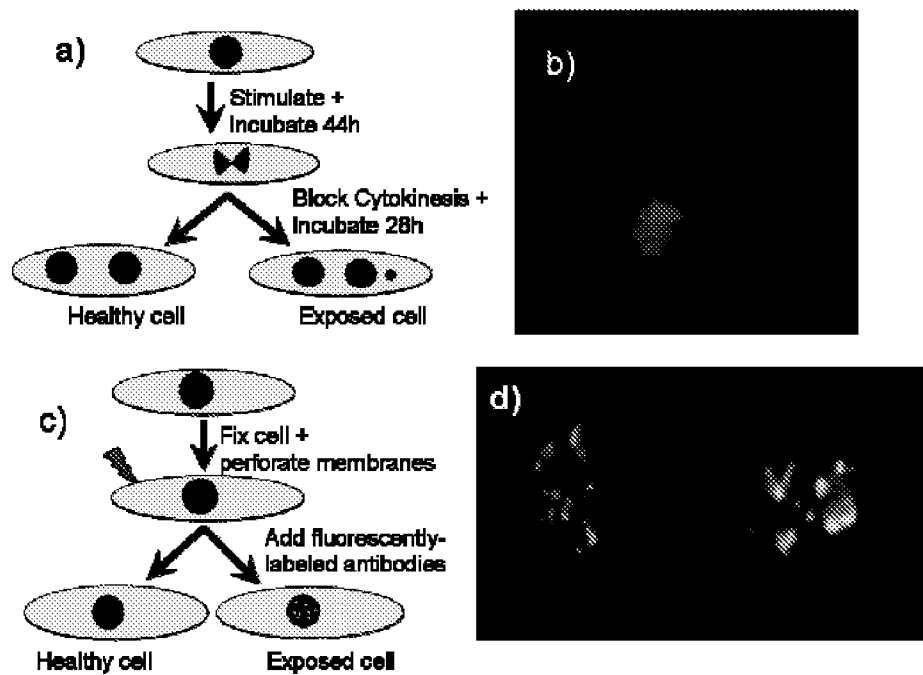 a)
Stimulate +
Incubate 44h
Block Cytokinesis +
Incubate 28h
Healthy cell
Exposed cell
b)
c)
Fix cell +
perforate membranes
Add fluorescently-
labeled antibodies
Healthy cell
Exposed cell
d)